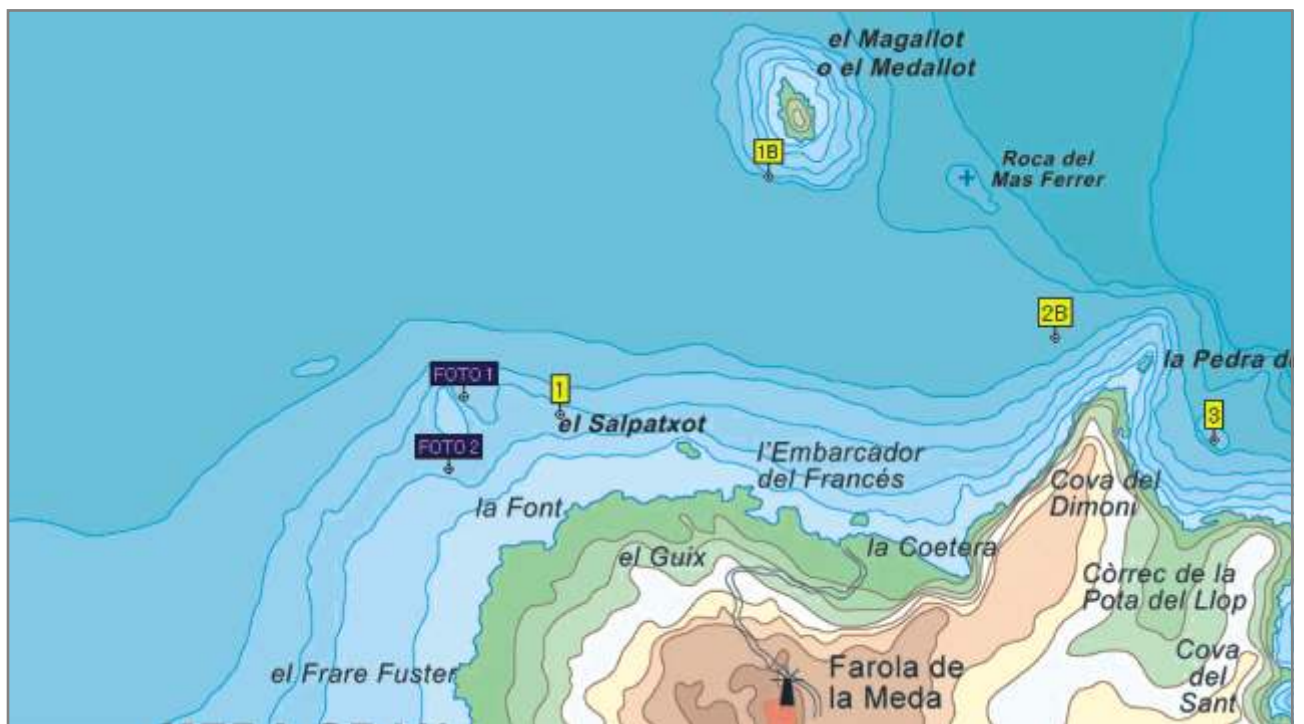 el Magallot
o el Medallot
1B
Roca del
Mas Ferrer
2B
la Pedra de
FOTO 1
1
3
el Salpatxot
FOTO 2
l'Embarcador
del Francés
Cova del
Dimoni
la Font
el Guix
la Coetera
Còrrec de la
Pota del Llop
el Frare Fuster
Farola de
la Meda
Cova
del
Sant